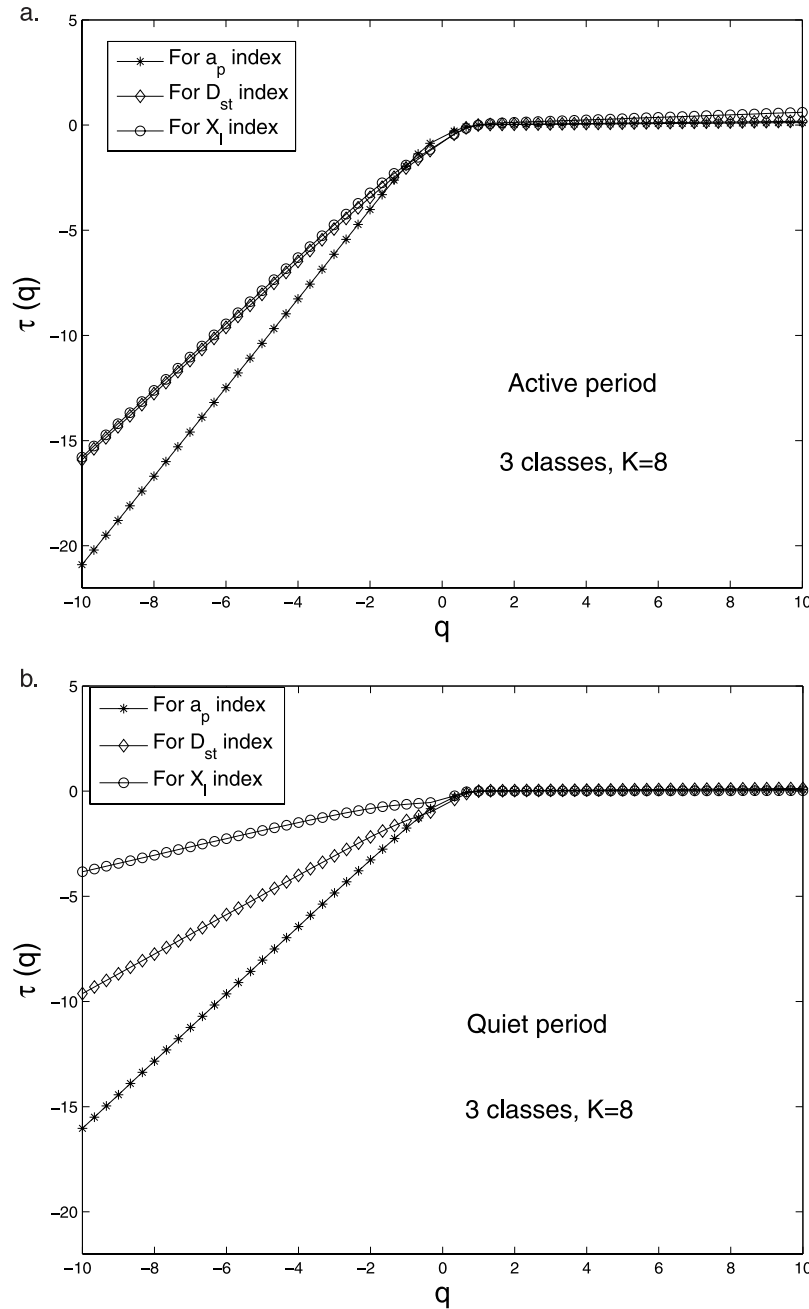 a.
For a_p index
For D_st index
For X_l index
5
0
−5
−10
−15
−20
τ (q)
Active period
3 classes, K=8
−10 −8 −6 −4 −2 0 2 4 6 8 10
q
b.
For a_p index
For D_st index
For X_l index
5
0
−5
−10
−15
−20
τ (q)
Quiet period
3 classes, K=8
−10 −8 −6 −4 −2 0 2 4 6 8 10
q